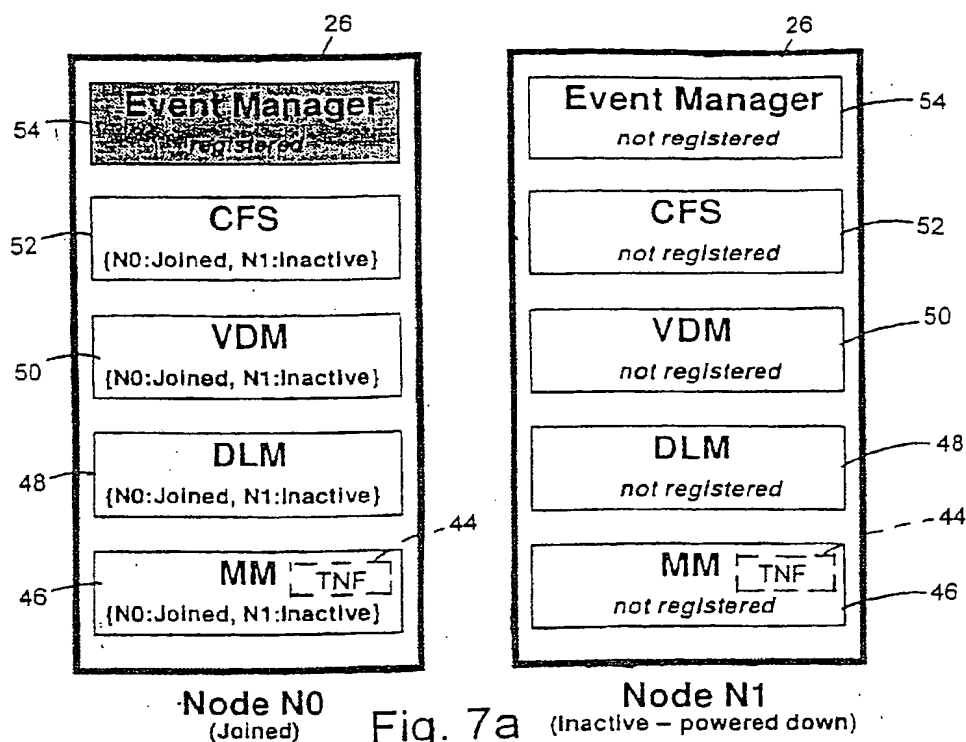 26
Event Manager
registered
54
CFS
{N0:Joined, N1:Inactive}
52
VDM
{N0:Joined, N1:Inactive}
50
DLM
{N0:Joined, N1:Inactive}
48
44
MM
TNF
{N0:Joined, N1:Inactive}
46
Node N0
(Joined)
26
Event Manager
not registered
54
CFS
not registered
52
VDM
not registered
50
DLM
not registered
48
44
MM
TNF
not registered
46
Node N1
(Inactive – powered down)
Fig. 7a